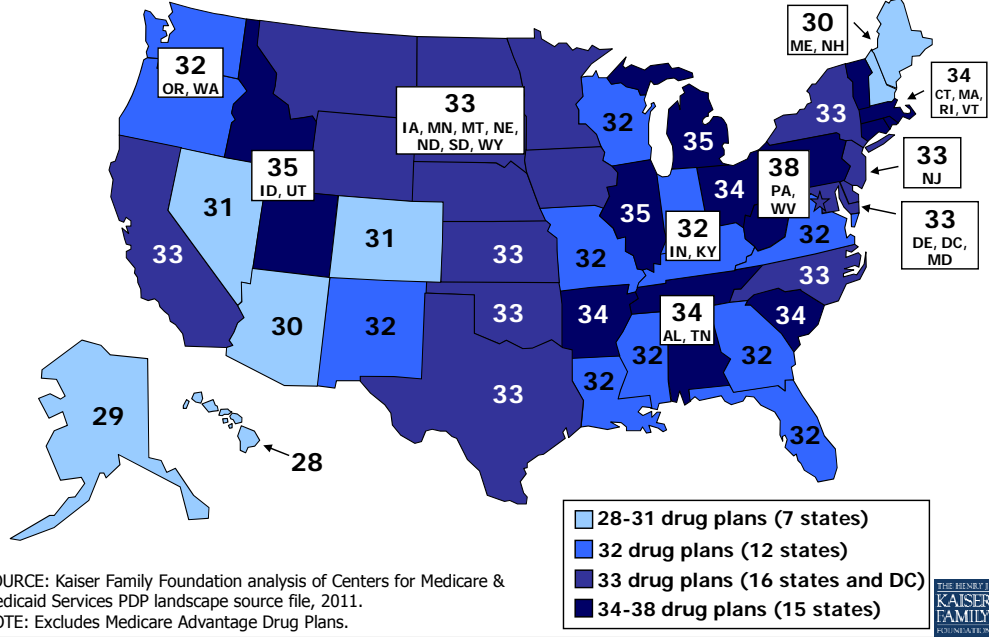 30
ME, NH
32
OR, WA
34
CT, MA,
RI, VT
33
IA, MN, MT, NE,
ND, SD, WY
32
35
33
35
ID, UT
34
38
PA,
WV
33
NJ
31
31
33
35
32
IN, KY
32
33
DE, DC,
MD
33
32
33
30
32
33
34
34
AL, TN
34
32
32
33
32
29
32
28
28-31 drug plans (7 states)
32 drug plans (12 states)
33 drug plans (16 states and DC)
34-38 drug plans (15 states)
OURCE: Kaiser Family Foundation analysis of Centers for Medicare &
edicaid Services PDP landscape source file, 2011.
OTE: Excludes Medicare Advantage Drug Plans.
THE HENRY J
KAISER
FAMILY
FOUNDATION